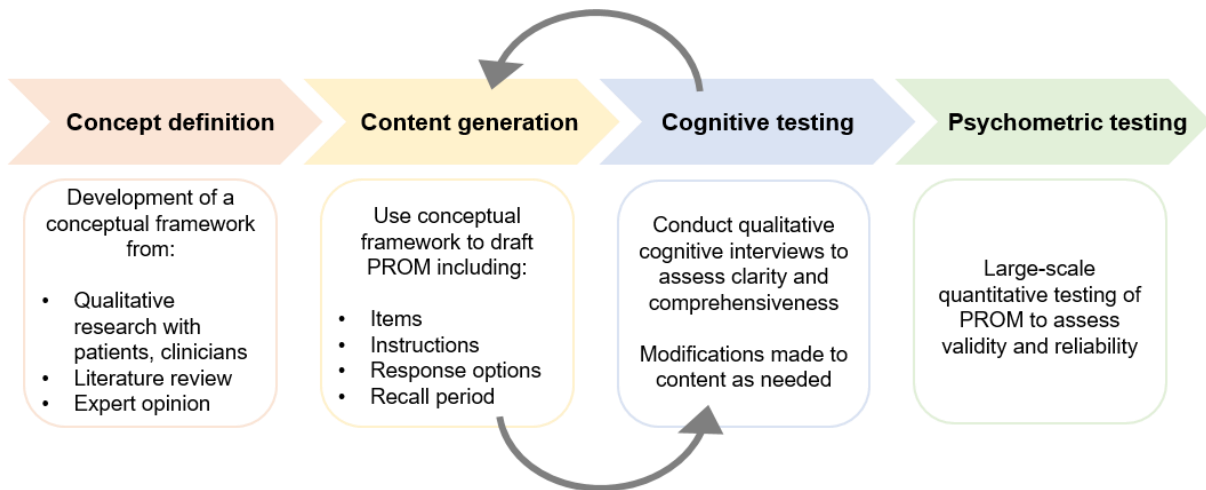 Concept definition
Content generation
Cognitive testing
Psychometric testing
Development of a
conceptual framework
from:
• Qualitative
research with
patients, clinicians
• Literature review
• Expert opinion
Use conceptual
framework to draft
PROM including:
• Items
• Instructions
• Response options
• Recall period
Conduct qualitative
cognitive interviews to
assess clarity and
comprehensiveness
Modifications made to
content as needed
Large-scale
quantitative testing of
PROM to assess
validity and reliability